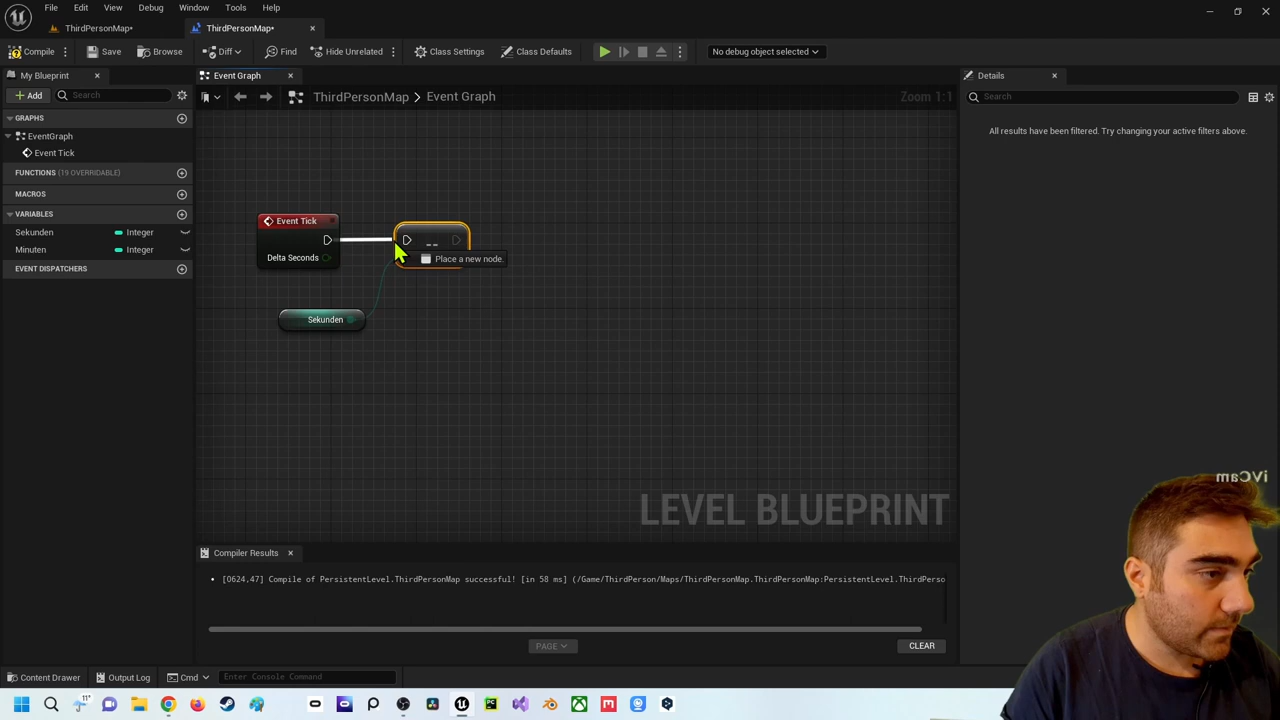 File Edit View Window Tools Help
ThirdPersonMap*
ThirdPersonMap*
Compile Save Browse Diff Find Hide Unrelated Class Settings Class Defaults No debug object selected
My Blueprint
Event Graph
Details
Add
Search
ThirdPersonMap > Event Graph
Zoom 1:1
Search
GRAPHS
All results have been filtered. Try changing your active filters above.
EventGraph
Event Tick
FUNCTIONS (19 OVERRIDABLE)
MACROS
VARIABLES
Sekunden Integer
Minuten Integer
EVENT DISPATCHERS
Event Tick
Delta Seconds
--
Place a new node.
Sekunden
iVCam
LEVEL BLUEPRINT
Compiler Results
[0624,47] Compile of PersistentLevel.ThirdPersonMap successful! [in 58 ms] (/Game/ThirdPerson/Maps/ThirdPersonMap.ThirdPersonMap:PersistentLevel.ThirdPerso
PAGE
CLEAR
Content Drawer Output Log Cmd Enter Console Command
11°